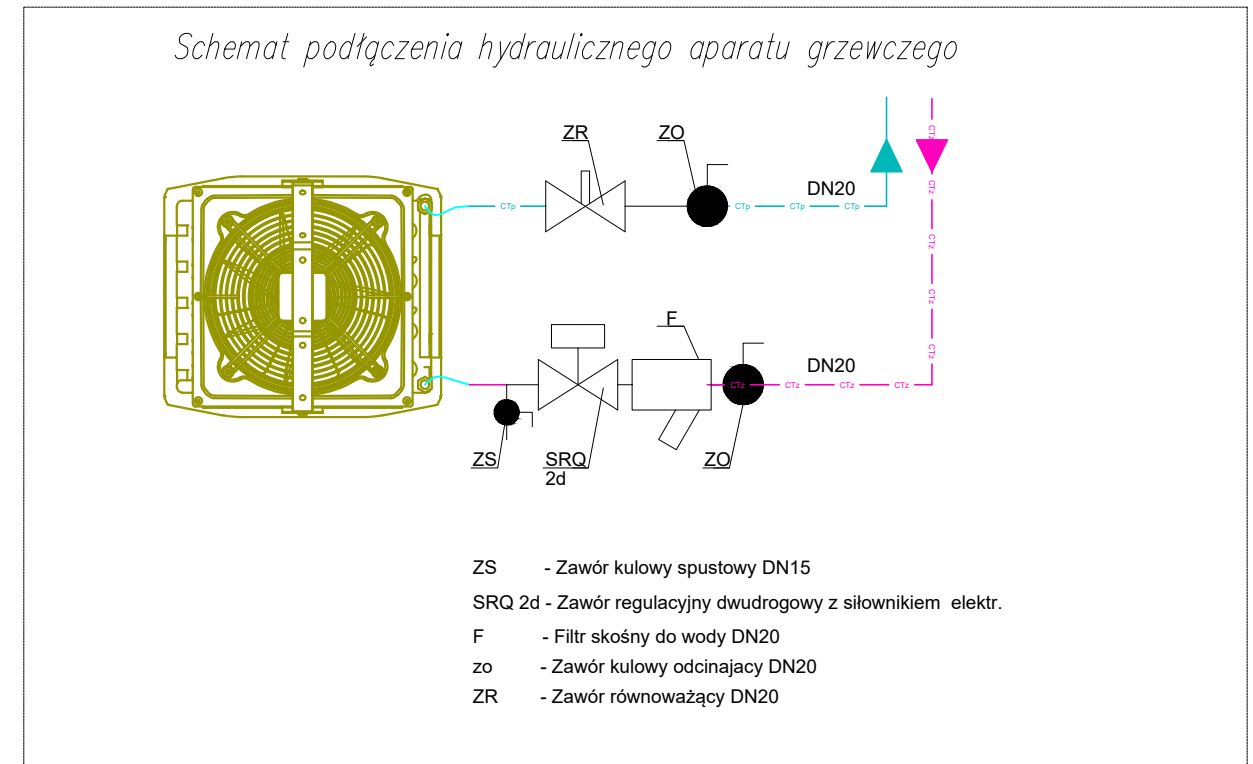 Schemat podłączenia hydraulicznego aparatu grzewczego
ZR
ZO
DN20
CTz
CTp
CTp
CTp
CTp
CTz
CTz
CTz
F
DN20
CTz
CTz
CTz
CTz
ZS
SRQ
2d
ZO
ZS - Zawór kulowy spustowy DN15
SRQ 2d - Zawór regulacyjny dwudrogowy z siłownikiem elektr.
F - Filtr skośny do wody DN20
zo - Zawór kulowy odcinajacy DN20
ZR - Zawór równoważący DN20